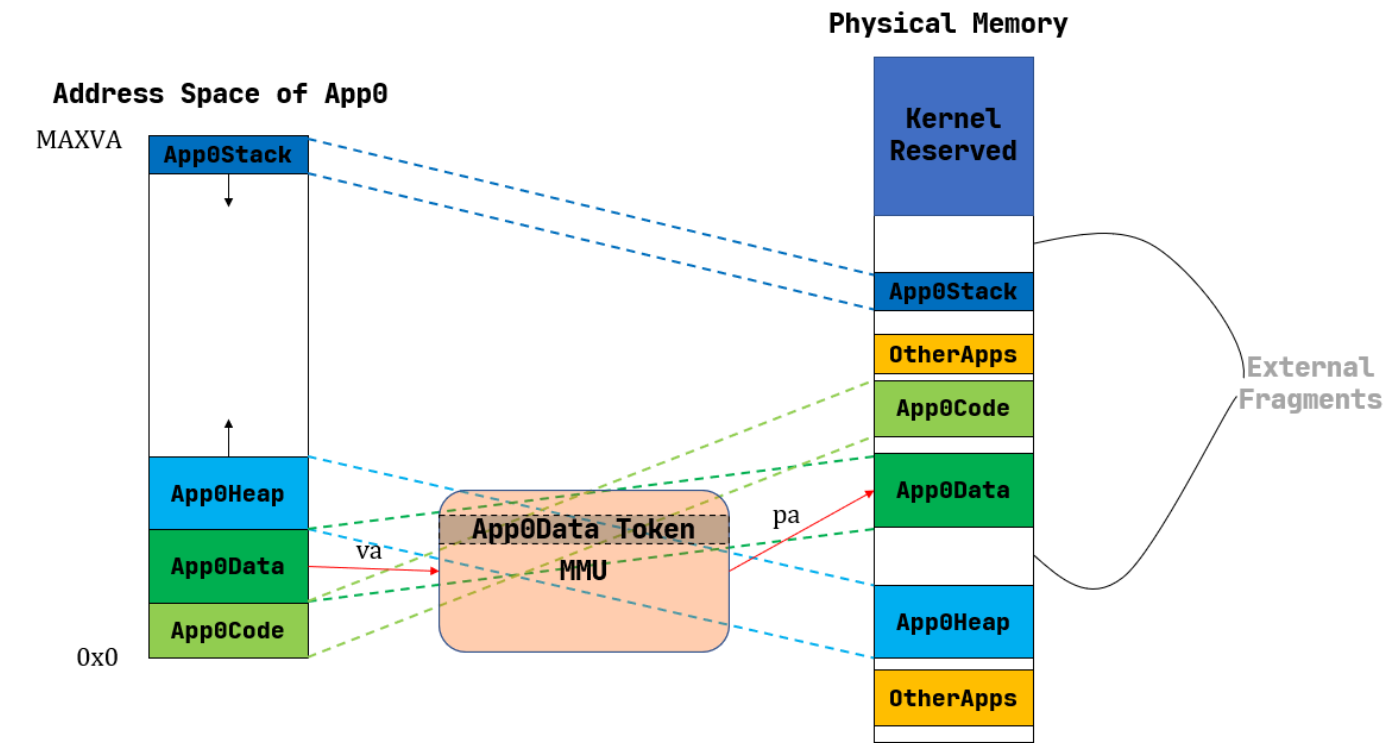 Physical Memory
Address Space of App0
MAXVA
App0Stack
App0Heap
App0Data
App0Code
0x0
va
App0Data Token
MMU
pa
Kernel
Reserved
App0Stack
OtherApps
App0Code
App0Data
App0Heap
OtherApps
External
Fragments